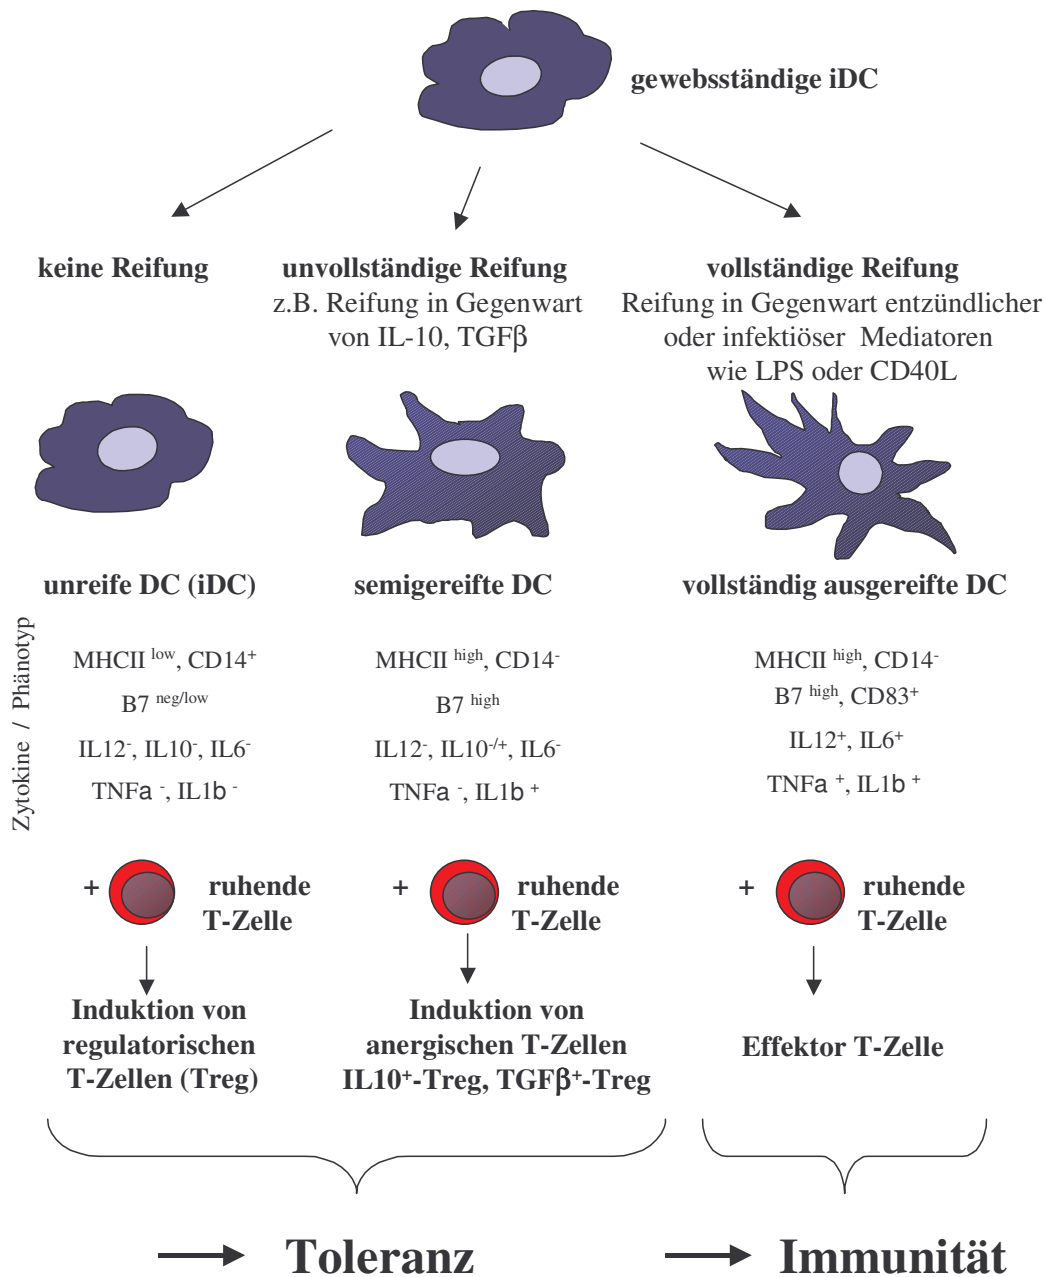 gewebsständige iDC
keine Reifung
unvollständige Reifung
z.B. Reifung in Gegenwart
von IL-10, TGFβ
vollständige Reifung
Reifung in Gegenwart entzündlicher
oder infektiöser Mediatoren
wie LPS oder CD40L
unreife DC (iDC)
semigereifte DC
vollständig ausgereifte DC
Zytokine / Phänotyp
MHCII low, CD14+
B7 neg/low
IL12-, IL10-, IL6-
TNFa -, IL1b -
MHCII high, CD14-
B7 high
IL12-, IL10-/+, IL6-
TNFa -, IL1b +
MHCII high, CD14-
B7 high, CD83+
IL12+, IL6+
TNFa +, IL1b +
+ ruhende
T-Zelle
+ ruhende
T-Zelle
+ ruhende
T-Zelle
Induktion von
regulatorischen
T-Zellen (Treg)
Induktion von
anergischen T-Zellen
IL10+-Treg, TGFβ+-Treg
Effektor T-Zelle
Toleranz
Immunität